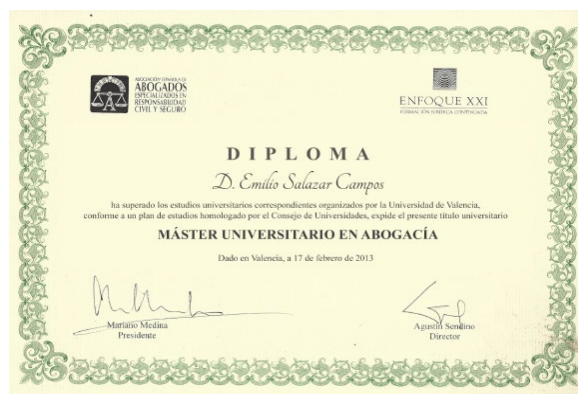 ASOCIACIÓN ESPAÑOLA DE
ABOGADOS
ESPECIALIZADOS EN
RESPONSABILIDAD
CIVIL Y SEGURO
ENFOQUE XXI
FORMACIÓN JURÍDICA CONTINUADA
DIPLOMA
D. Emilio Salazar Campos
ha superado los estudios universitarios correspondientes organizados por la Universidad de Valencia,
conforme a un plan de estudios homologado por el Consejo de Universidades, expide el presente título universitario
MÁSTER UNIVERSITARIO EN ABOGACÍA
Dado en Valencia, a 17 de febrero de 2013
Mariano Medina
Presidente
Agustín Sendino
Director